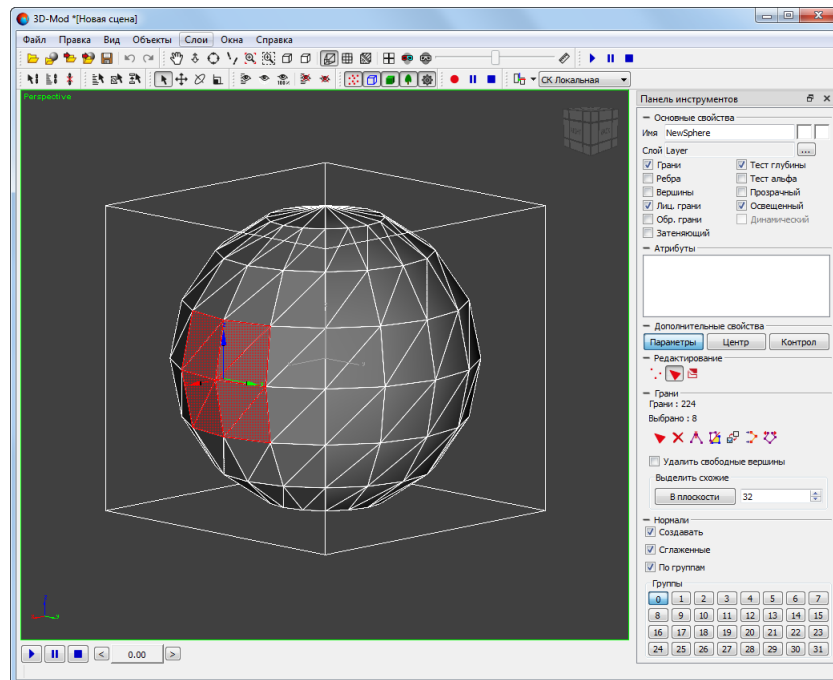 3D-Mod *[Новая сцена]
Файл Правка Вид Объекты Слои Окна Справка
100%
СК Локальная
Perspective
Панель инструментов
Основные свойства
Имя NewSphere
Слой Layer ...
Грани Тест глубины
Ребра Тест альфа
Вершины Прозрачный
Лиц. грани Освещенный
Обр. грани Динамический
Затеняющий
Атрибуты
Дополнительные свойства
Параметры Центр Контрол
Редактирование
Грани
Грани : 224
Выбрано : 8
Удалить свободные вершины
Выделить схожие
В плоскости 32
Нормали
Создавать
Сглаженные
По группам
Группы
0 1 2 3 4 5 6 7
8 9 10 11 12 13 14 15
16 17 18 19 20 21 22 23
24 25 26 27 28 29 30 31
< 0.00 >